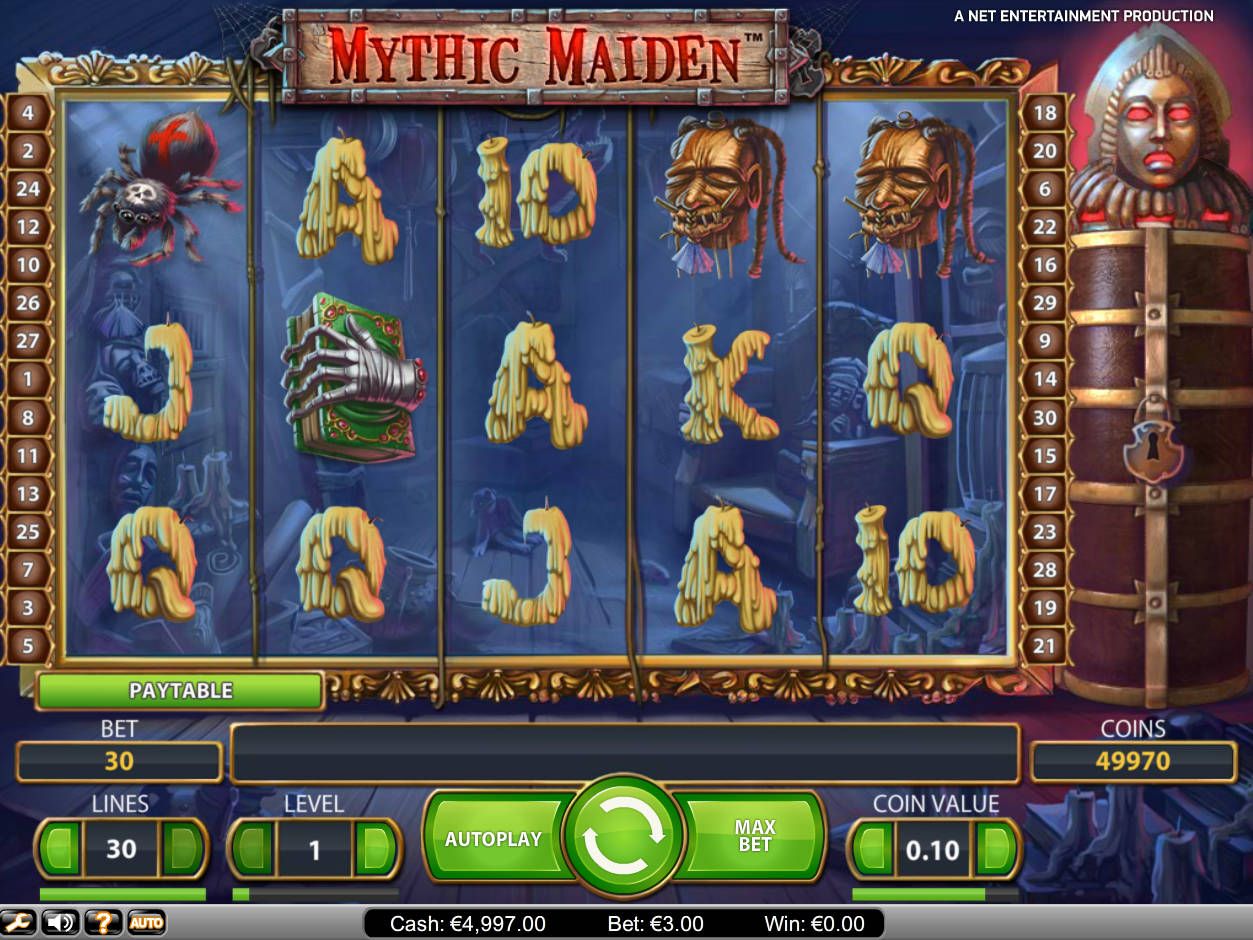 A NET ENTERTAINMENT PRODUCTION
MYTHIC MAIDEN™
4
2
24
12
10
26
27
1
8
11
13
25
7
3
5
A
10
J
A
K
Q
Q
Q
J
A
10
18
20
6
22
16
29
9
14
30
15
17
23
28
19
21
PAYTABLE
BET
30
COINS
49970
LINES
30
LEVEL
1
AUTOPLAY
MAX
BET
COIN VALUE
0.10
?
AUTO
Cash: €4,997.00 Bet: €3.00 Win: €0.00